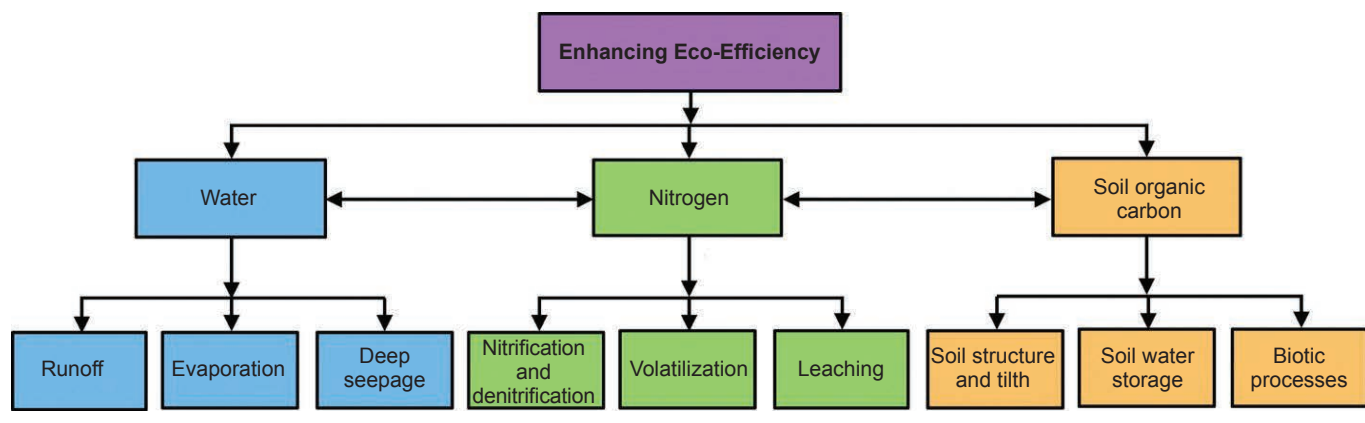 Enhancing Eco-Efficiency
Water
Nitrogen
Soil organic
carbon
Runoff
Evaporation
Deep
seepage
Nitrification
and
denitrification
Volatilization
Leaching
Soil structure
and tilth
Soil water
storage
Biotic
processes